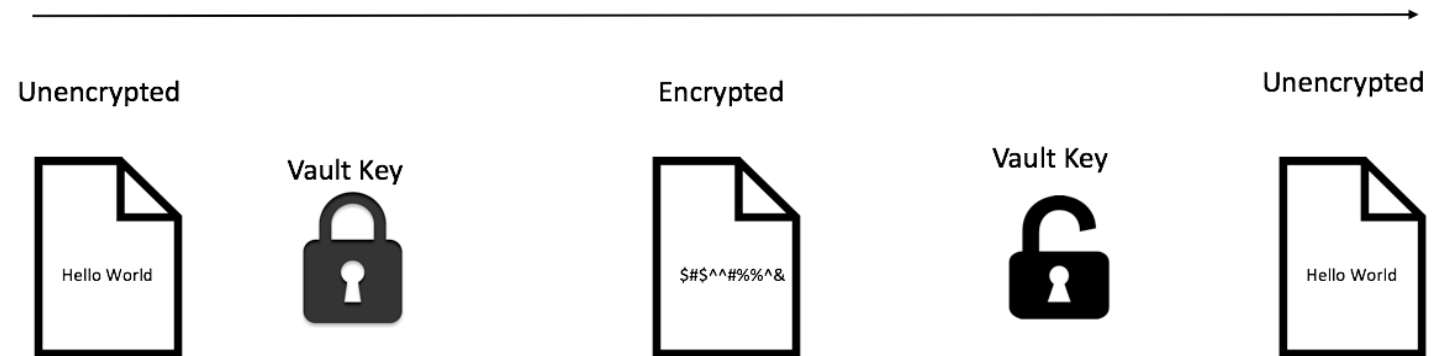 Unencrypted
Encrypted
Unencrypted
Vault Key
Vault Key
Hello World
$#$^^#%%^&
Hello World